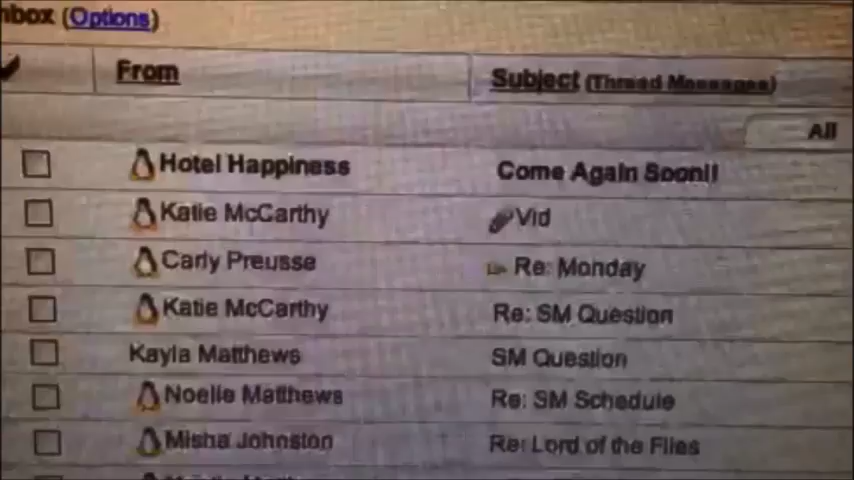 nbox (Options)
From Subject (Thread Messages)
All
Hotel Happiness Come Again Soon!!
Katie McCarthy Vid
Carly Preusse Re: Monday
Katie McCarthy Re: SM Question
Kayla Matthews SM Question
Noelle Matthews Re: SM Schedule
Misha Johnston Re: Lord of the Flies